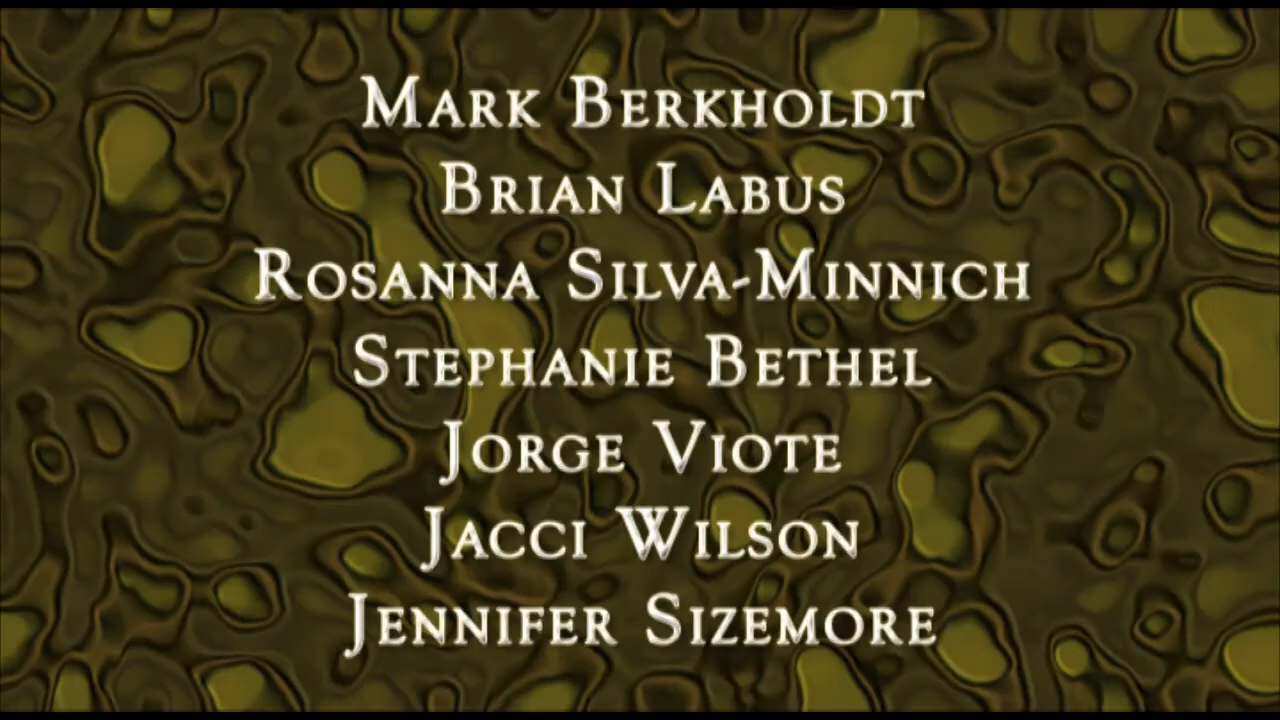 Mark Berkholdt
Brian Labus
Rosanna Silva-Minnich
Stephanie Bethel
Jorge Viote
Jacci Wilson
Jennifer Sizemore